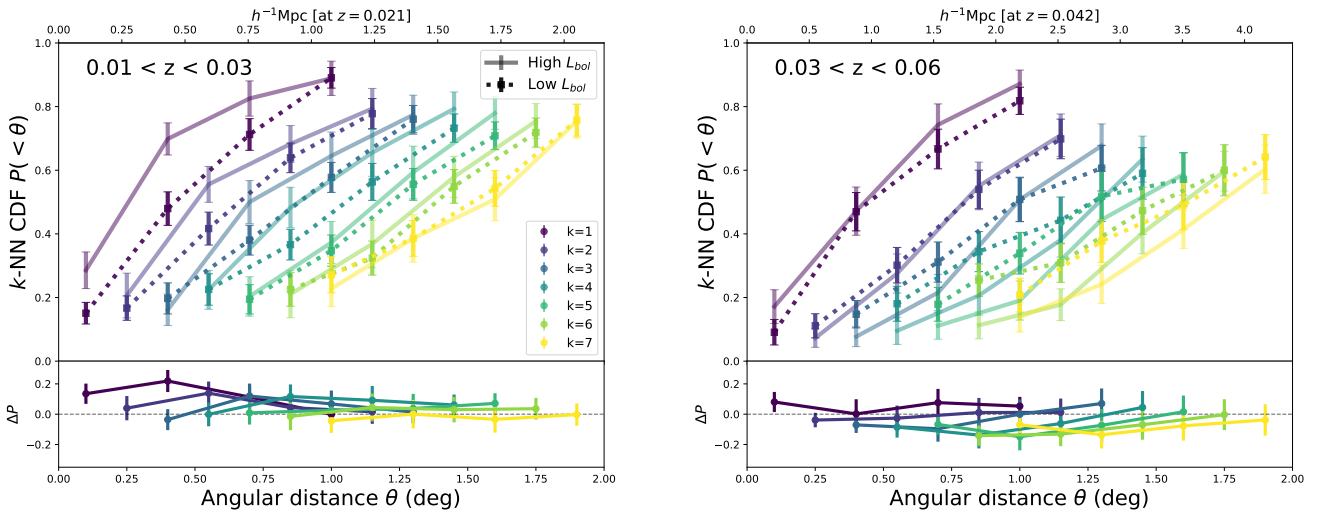 h⁻¹Mpc [at z = 0.021]
0.00 0.25 0.50 0.75 1.00 1.25 1.50 1.75 2.00
0.01 < z < 0.03
High L_bol
Low L_bol
k-NN CDF P(< θ)
1.0
0.8
0.6
0.4
0.2
0.0
k=1
k=2
k=3
k=4
k=5
k=6
k=7
ΔP
0.2
0.0
−0.2
0.00 0.25 0.50 0.75 1.00 1.25 1.50 1.75 2.00
Angular distance θ (deg)
h⁻¹Mpc [at z = 0.042]
0.0 0.5 1.0 1.5 2.0 2.5 3.0 3.5 4.0
0.03 < z < 0.06
k-NN CDF P(< θ)
1.0
0.8
0.6
0.4
0.2
0.0
ΔP
0.2
0.0
−0.2
0.00 0.25 0.50 0.75 1.00 1.25 1.50 1.75 2.00
Angular distance θ (deg)